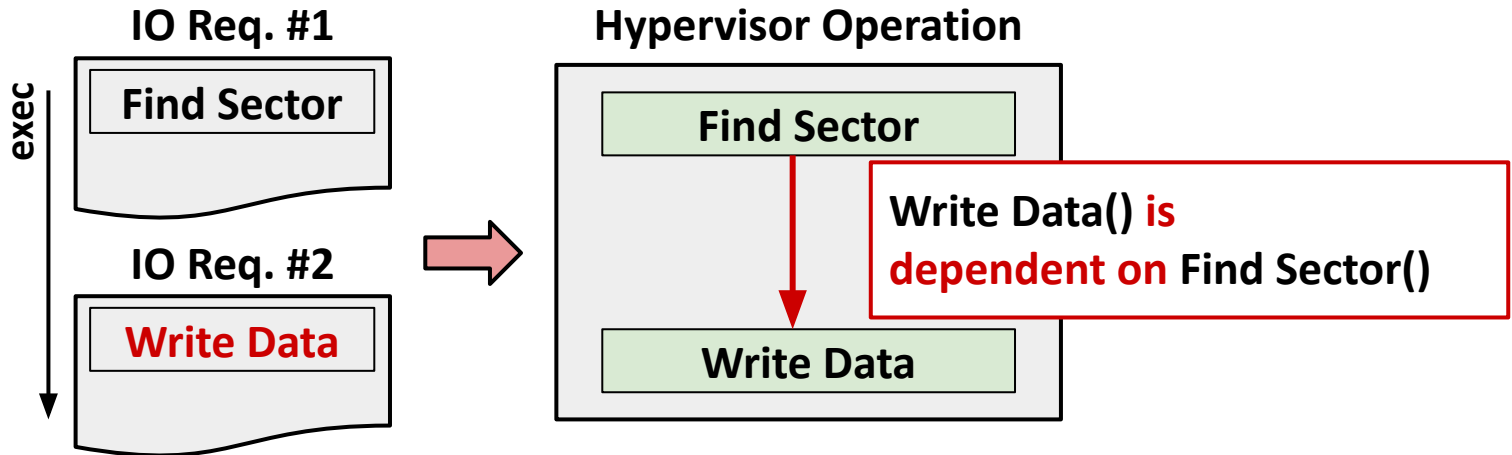 IO Req. #1
exec
Find Sector
IO Req. #2
Write Data
Hypervisor Operation
Find Sector
Write Data() is
dependent on Find Sector()
Write Data